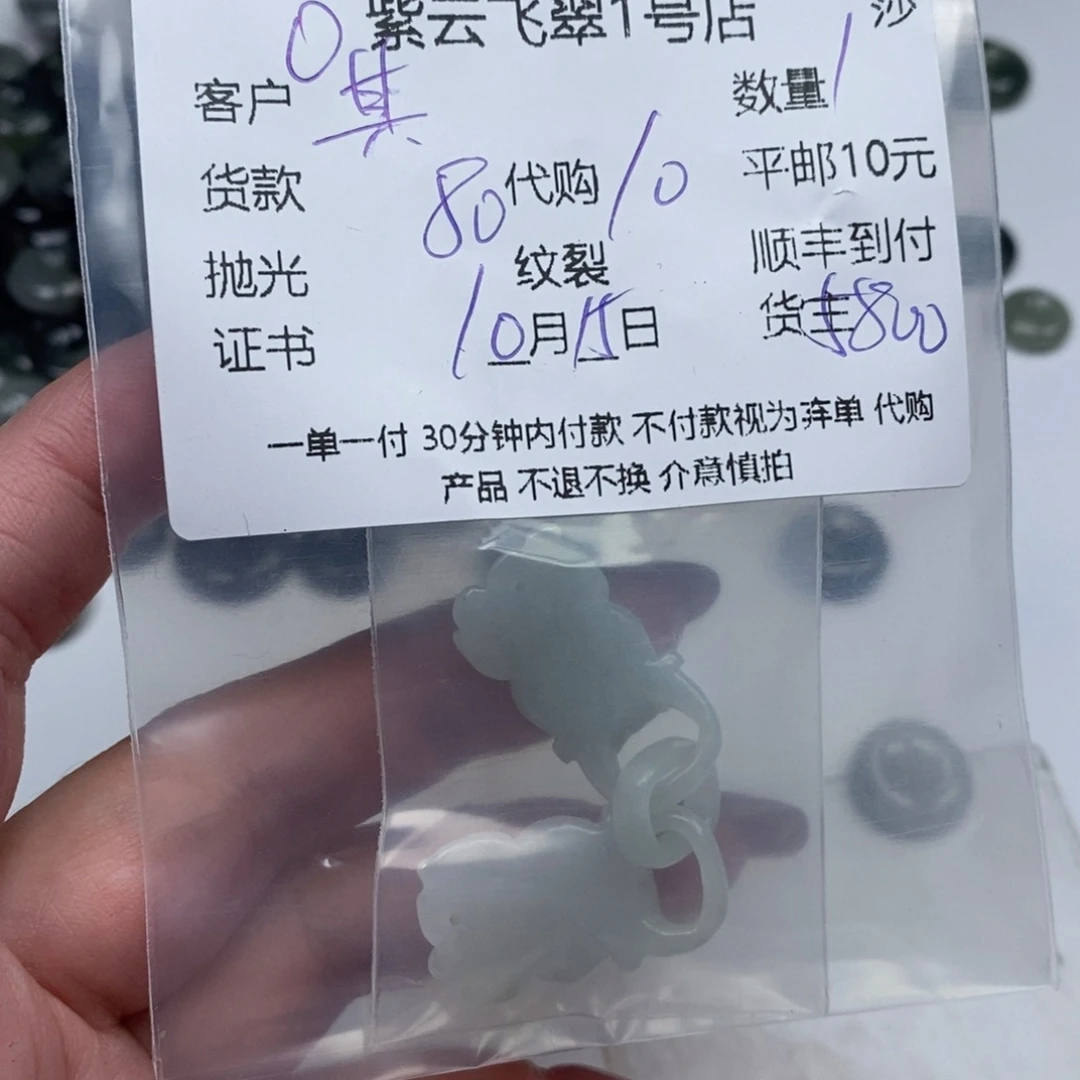 紫云飞翠1号店
客户 其 数量 1
货款 80 代购 10 平邮10元
抛光 纹裂 顺丰到付
证书 10月15日 货主 5800
一单一付 30分钟内付款 不付款视为弃单 代购
产品 不退不换 介意慎拍